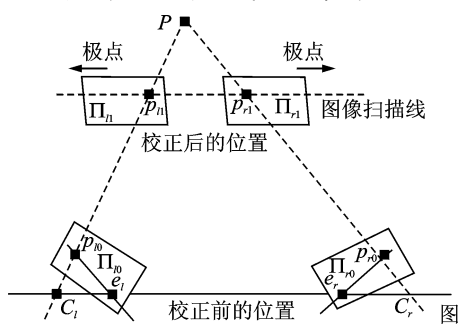 P
极点 极点
Π_l1 p_l1 p_r1 Π_r1 图像扫描线
校正后的位置
p_l0 Π_l0 e_l p_r0 Π_r0 e_r
C_l 校正前的位置 C_r 图